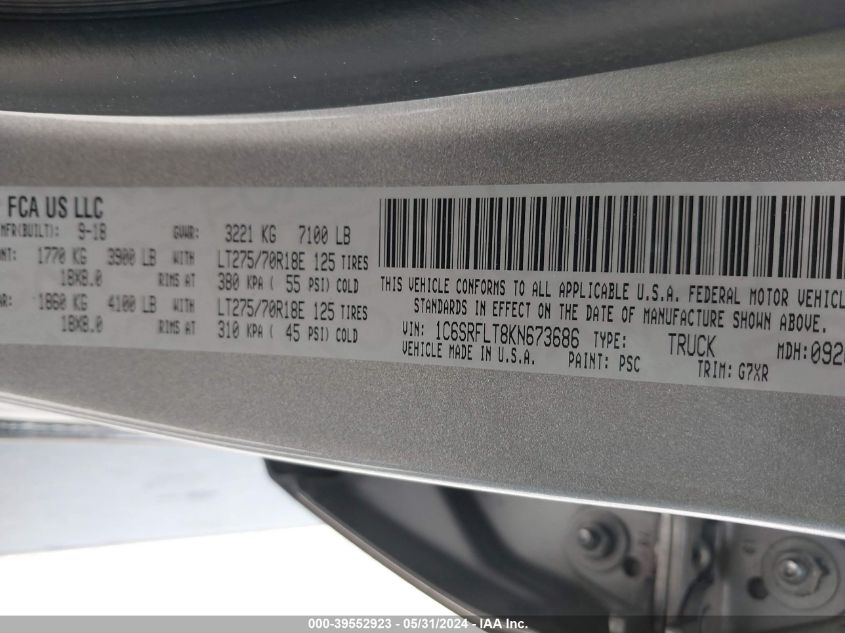 FCA US LLC
MFR(BUILT): 9-18 GVWR: 3221 KG 7100 LB
1770 KG 3900 LB WITH LT275/70R18E 125 TIRES
18X8.0 RIMS AT 380 KPA ( 55 PSI) COLD
1860 KG 4100 LB WITH LT275/70R18E 125 TIRES
18X8.0 RIMS AT 310 KPA ( 45 PSI) COLD
THIS VEHICLE CONFORMS TO ALL APPLICABLE U.S.A. FEDERAL MOTOR
STANDARDS IN EFFECT ON THE DATE OF MANUFACTURE SHOWN ABOVE.
VIN: 1C6SRFLT8KN673686 TYPE: TRUCK MDH:092
VEHICLE MADE IN U.S.A. PAINT: PSC TRIM: G7XR
000-39552923 - 05/31/2024 - Copart, Inc.